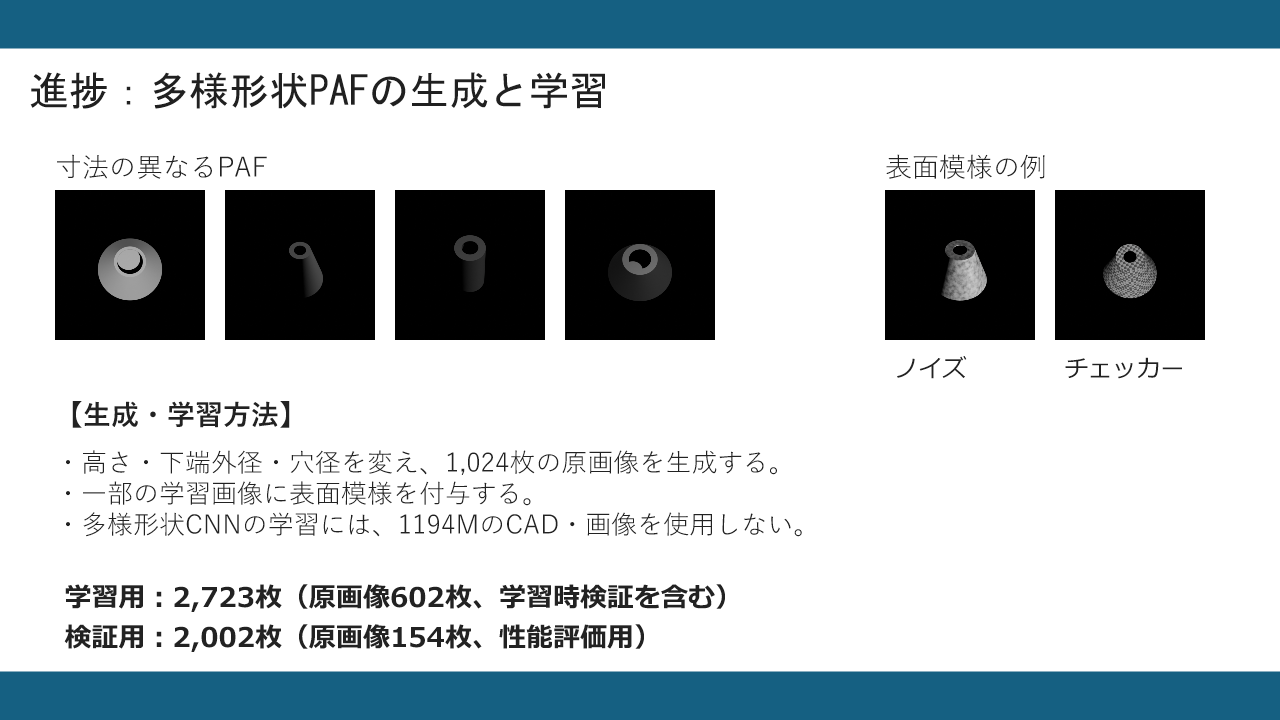 進捗：多様形状PAFの生成と学習
寸法の異なるPAF
表面模様の例
ノイズ
チェッカー
【生成・学習方法】
・高さ・下端外径・穴径を変え、1,024枚の原画像を生成する。
・一部の学習画像に表面模様を付与する。
・多様形状CNNの学習には、1194MのCAD・画像を使用しない。
学習用：2,723枚（原画像602枚、学習時検証を含む）
検証用：2,002枚（原画像154枚、性能評価用）